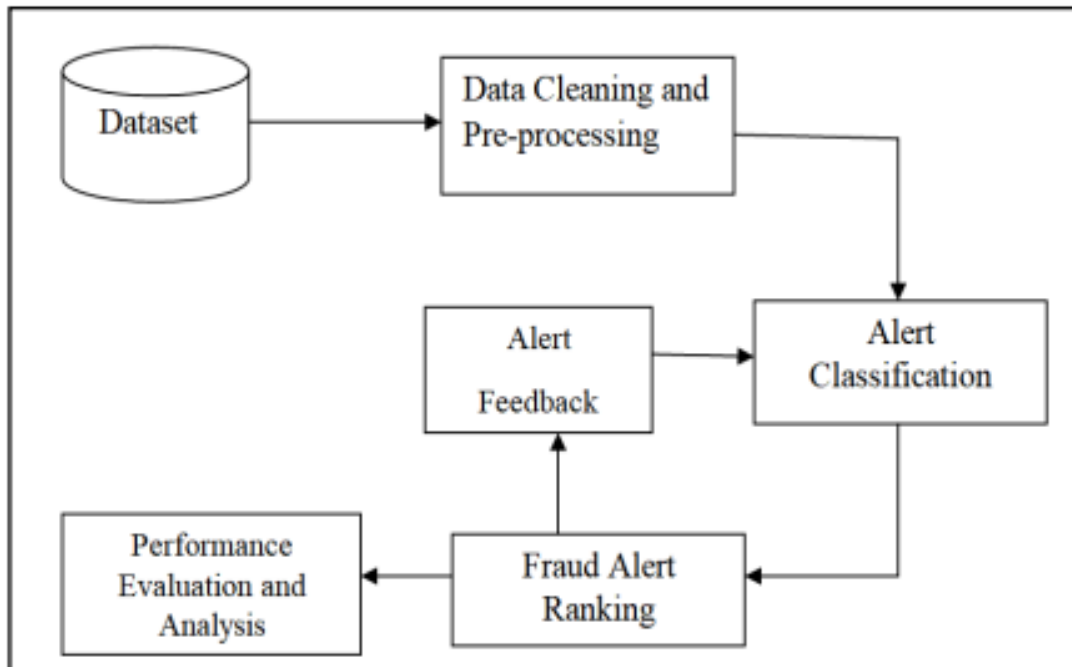 Dataset
Data Cleaning and
Pre-processing
Alert
Classification
Alert
Feedback
Fraud Alert
Ranking
Performance
Evaluation and
Analysis